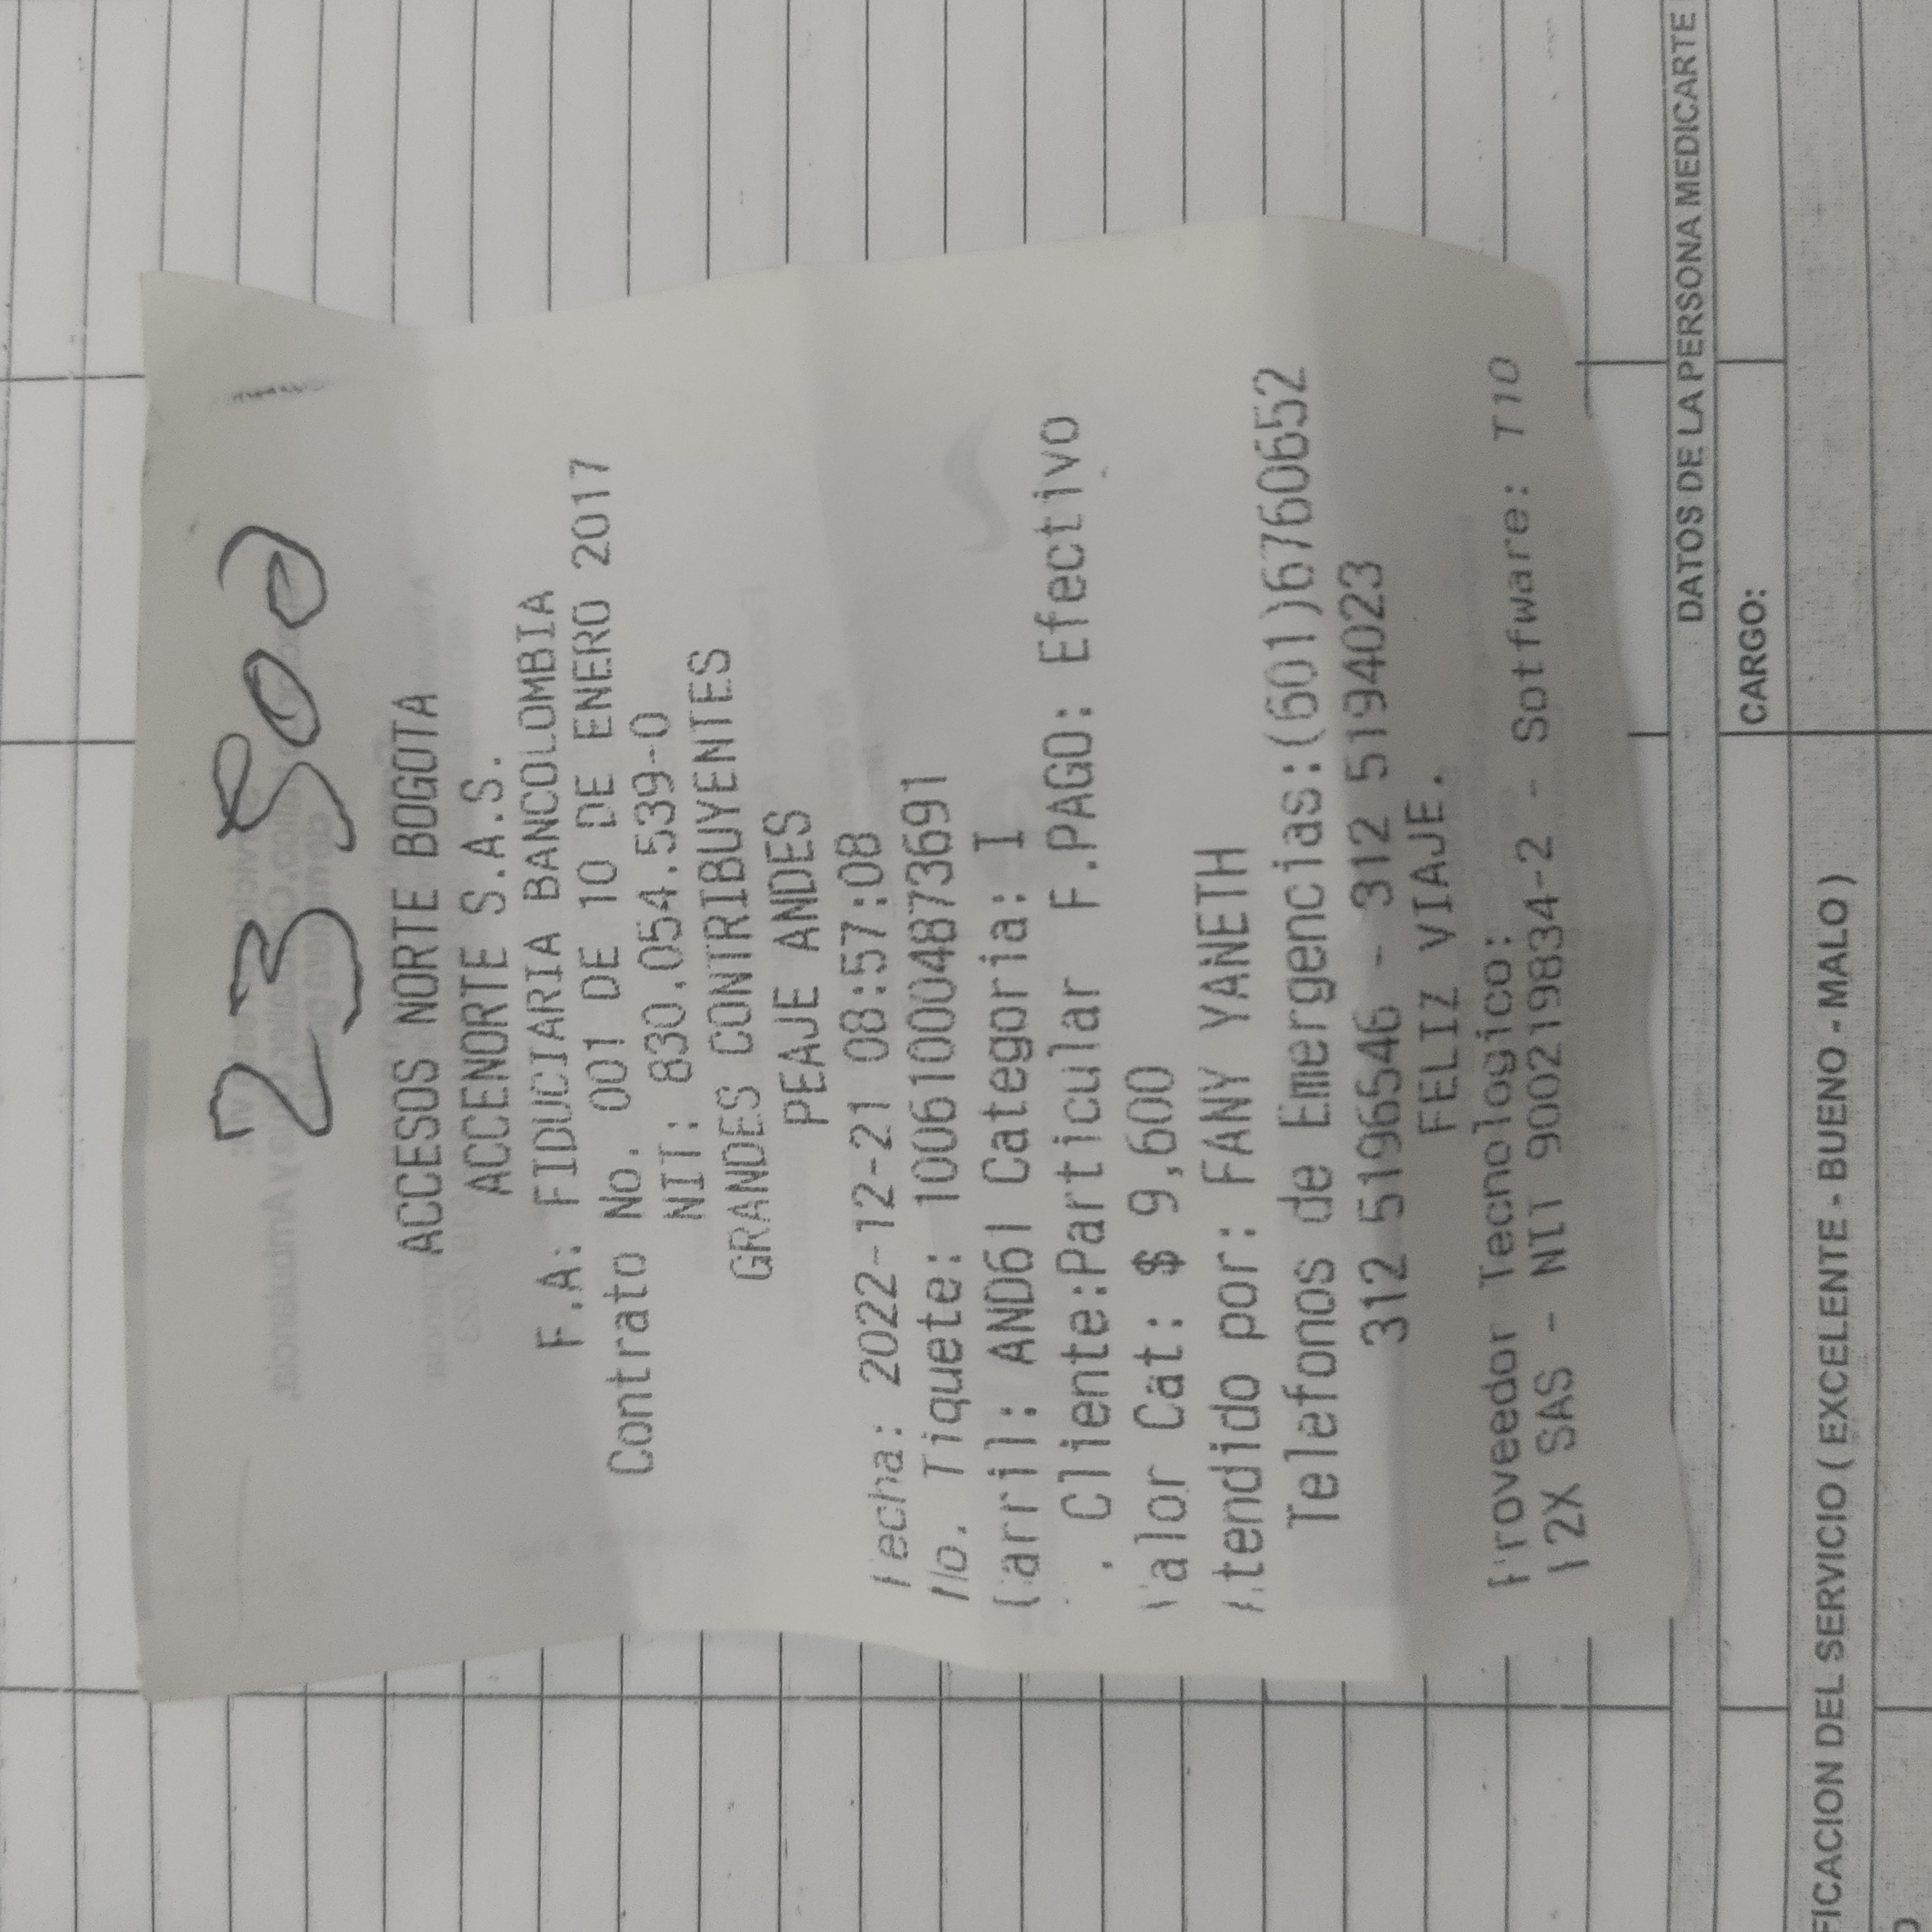 23800
ACCESOS NORTE BOGOTA
ACCENORTE S.A.S.
F.A: FIDUCIARIA BANCOLOMBIA
Contrato No. 001 DE 10 DE ENERO 2017
NIT: 830.054.539-0
GRANDES CONTRIBUYENTES
PEAJE ANDES
Fecha: 2022-12-21 08:57:08
No. Tiquete: 100610004873691
Carril: AND61 Categoria: I
. Cliente:Particular F.PAGO: Efectivo
Valor Cat: $ 9,600
Atendido por: FANY YANETH
Telefonos de Emergencias:(601)6760652
312 5196546 - 312 5194023
FELIZ VIAJE.
Proveedor Tecnologico:
I2X SAS - NIT 900219834-2 - Sotfware: T10
DATOS DE LA PERSONA MEDICARTE
CARGO:
FICACION DEL SERVICIO ( EXCELENTE - BUENO - MALO )